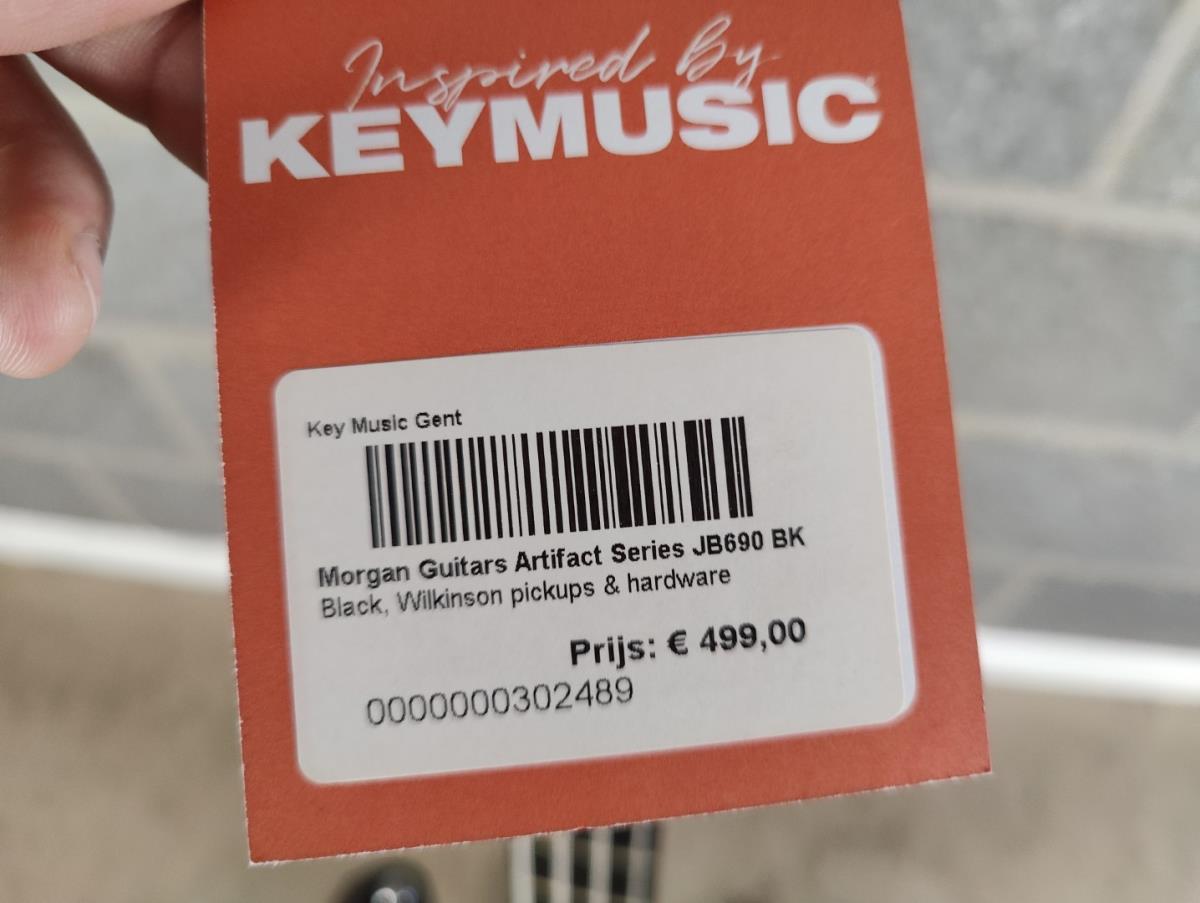 Inspired By
KEYMUSIC
Key Music Gent
Morgan Guitars Artifact Series JB690 BK
Black, Wilkinson pickups & hardware
Prijs: € 499,00
0000000302489